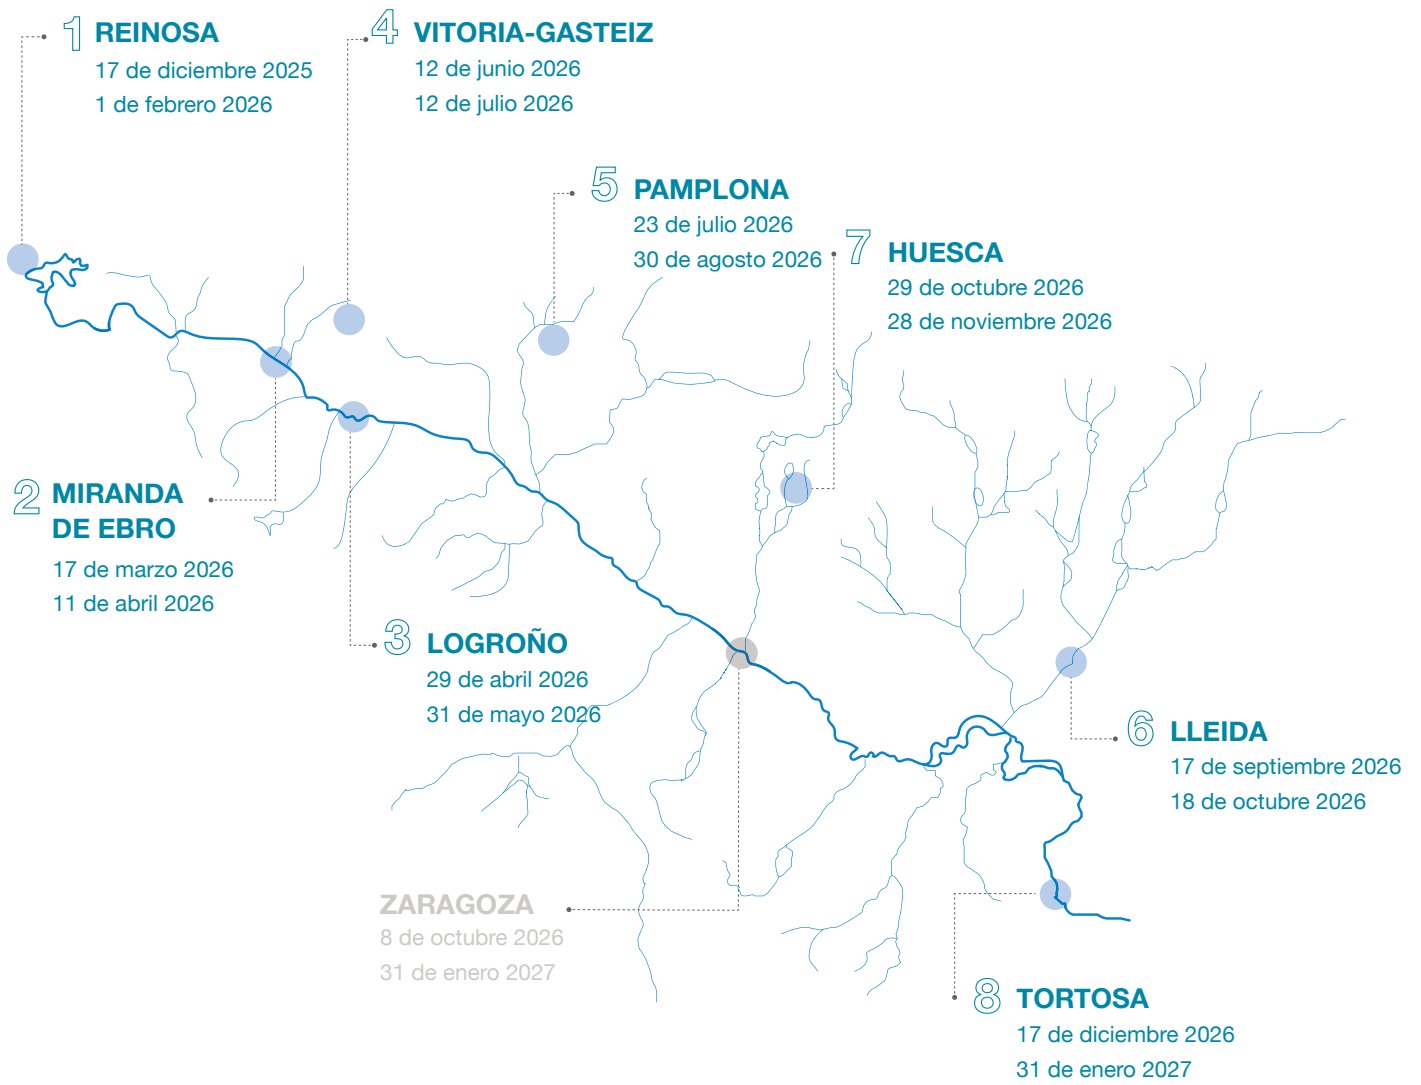 1 REINOSA
17 de diciembre 2025
1 de febrero 2026
4 VITORIA-GASTEIZ
12 de junio 2026
12 de julio 2026
5 PAMPLONA
23 de julio 2026
30 de agosto 2026
7 HUESCA
29 de octubre 2026
28 de noviembre 2026
2 MIRANDA
DE EBRO
17 de marzo 2026
11 de abril 2026
3 LOGROÑO
29 de abril 2026
31 de mayo 2026
6 LLEIDA
17 de septiembre 2026
18 de octubre 2026
ZARAGOZA
8 de octubre 2026
31 de enero 2027
8 TORTOSA
17 de diciembre 2026
31 de enero 2027